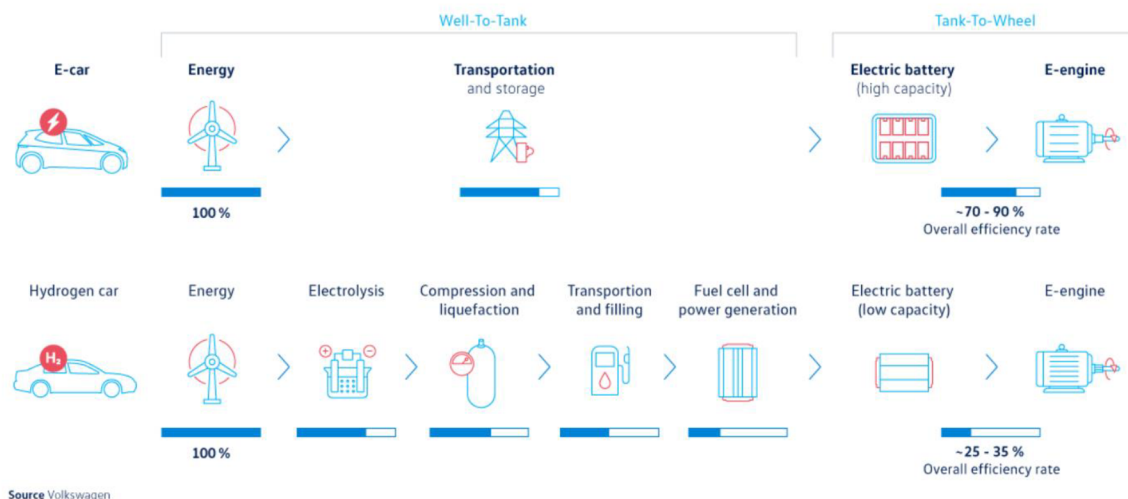 Well-To-Tank
Tank-To-Wheel
E-car
Energy
Transportation
and storage
Electric battery
(high capacity)
E-engine
100 %
~70 - 90 %
Overall efficiency rate
Hydrogen car
Energy
Electrolysis
Compression and
liquefaction
Transportion
and filling
Fuel cell and
power generation
Electric battery
(low capacity)
E-engine
H₂
100 %
~25 - 35 %
Overall efficiency rate
Source Volkswagen